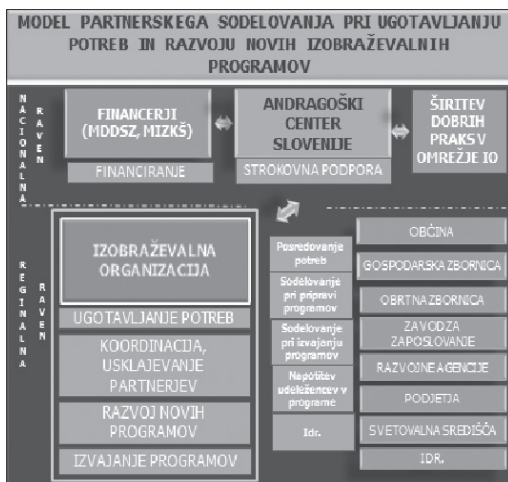 MODEL PARTNERSKEGA SODELOVANJA PRI UGOTAVLJANJU
POTREB IN RAZVOJU NOVIH IZOBRAŽEVALNIH
PROGRAMOV
NACIONALNA
RAVEN
FINANCERJI
(MDDSZ, MIZKŠ)
FINANCIRANJE
ANDRAGOŠKI
CENTER
SLOVENIJE
STROKOVNA PODPORA
ŠIRITEV
DOBRIH
PRAKS V
OMREŽJE IO
REGINALNA
RAVEN
IZOBRAŽEVALNA
ORGANIZACIJA
UGOTAVLJANJE POTREB
KOORDINACIJA,
USKLAJEVANJE
PARTNERJEV
RAZVOJ NOVIH
PROGRAMOV
IZVAJANJE PROGRAMOV
Posredovanje
potreb
Sodelovanje
pri pripravi
programov
Sodelovanje
pri izvajanju
programov
Napotitev
udeležencev v
programe
Idr.
OBČINA
GOSPODARSKA ZBORNICA
OBRTNA ZBORNICA
ZAVOD ZA
ZAPOSLOVANJE
RAZVOJNE AGENCIJE
PODJETJA
SVETOVALNA SREDIŠČA
IDR.